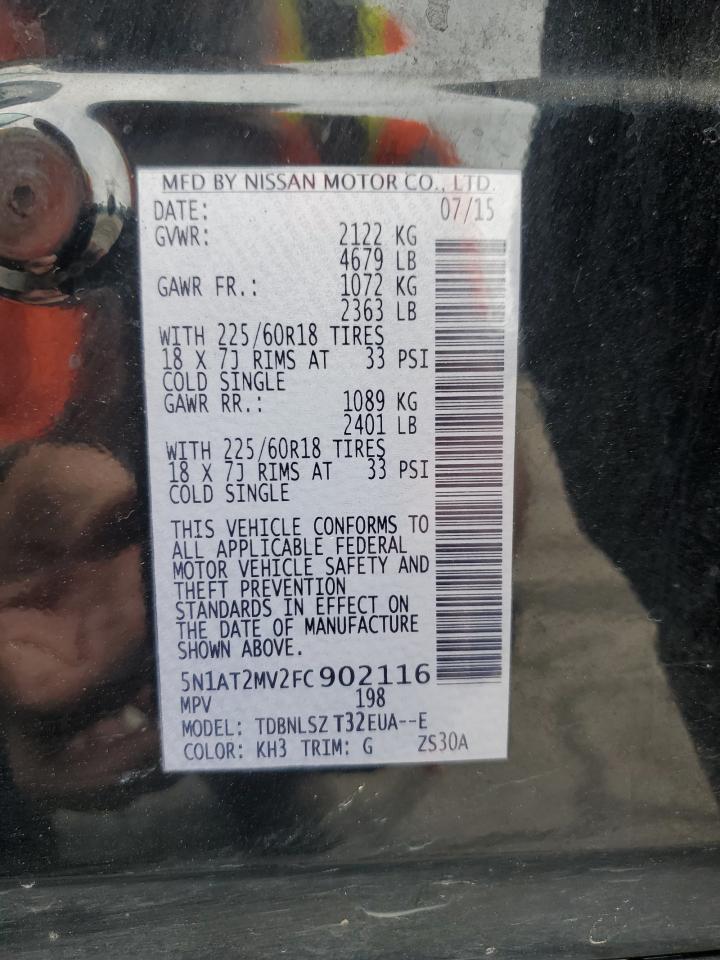 MFD BY NISSAN MOTOR CO., LTD.
DATE: 07/15
GVWR: 2122 KG
4679 LB
GAWR FR.: 1072 KG
2363 LB
WITH 225/60R18 TIRES
18 X 7J RIMS AT 33 PSI
COLD SINGLE
GAWR RR.: 1089 KG
2401 LB
WITH 225/60R18 TIRES
18 X 7J RIMS AT 33 PSI
COLD SINGLE
THIS VEHICLE CONFORMS TO
ALL APPLICABLE FEDERAL
MOTOR VEHICLE SAFETY AND
THEFT PREVENTION
STANDARDS IN EFFECT ON
THE DATE OF MANUFACTURE
SHOWN ABOVE.
5N1AT2MV2FC902116
MPV 198
MODEL: TDBNLSZ T32EUA--E
COLOR: KH3 TRIM: G ZS30A